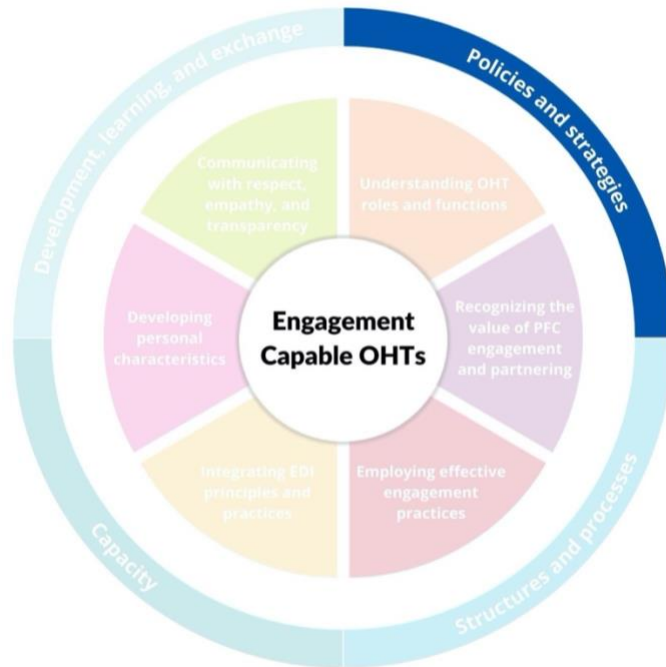 Development, learning, and exchange
Policies and strategies
Communicating
with respect,
empathy, and
transparency
Understanding OHT
roles and functions
Developing
personal
characteristics
Engagement
Capable OHTs
Recognizing the
value of PFC
engagement
and partnering
Integrating EDI
principles and
practices
Employing effective
engagement
practices
Capacity
Structures and processes